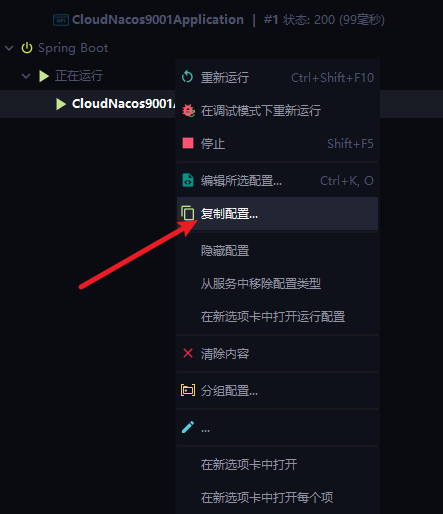 CloudNacos9001Application | #1 状态: 200 (99毫秒)
Spring Boot
正在运行
CloudNacos9001A
重新运行 Ctrl+Shift+F10
在调试模式下重新运行
停止 Shift+F5
编辑所选配置... Ctrl+K, O
复制配置...
隐藏配置
从服务中移除配置类型
在新选项卡中打开运行配置
清除内容
分组配置...
...
在新选项卡中打开
在新选项卡中打开每个项